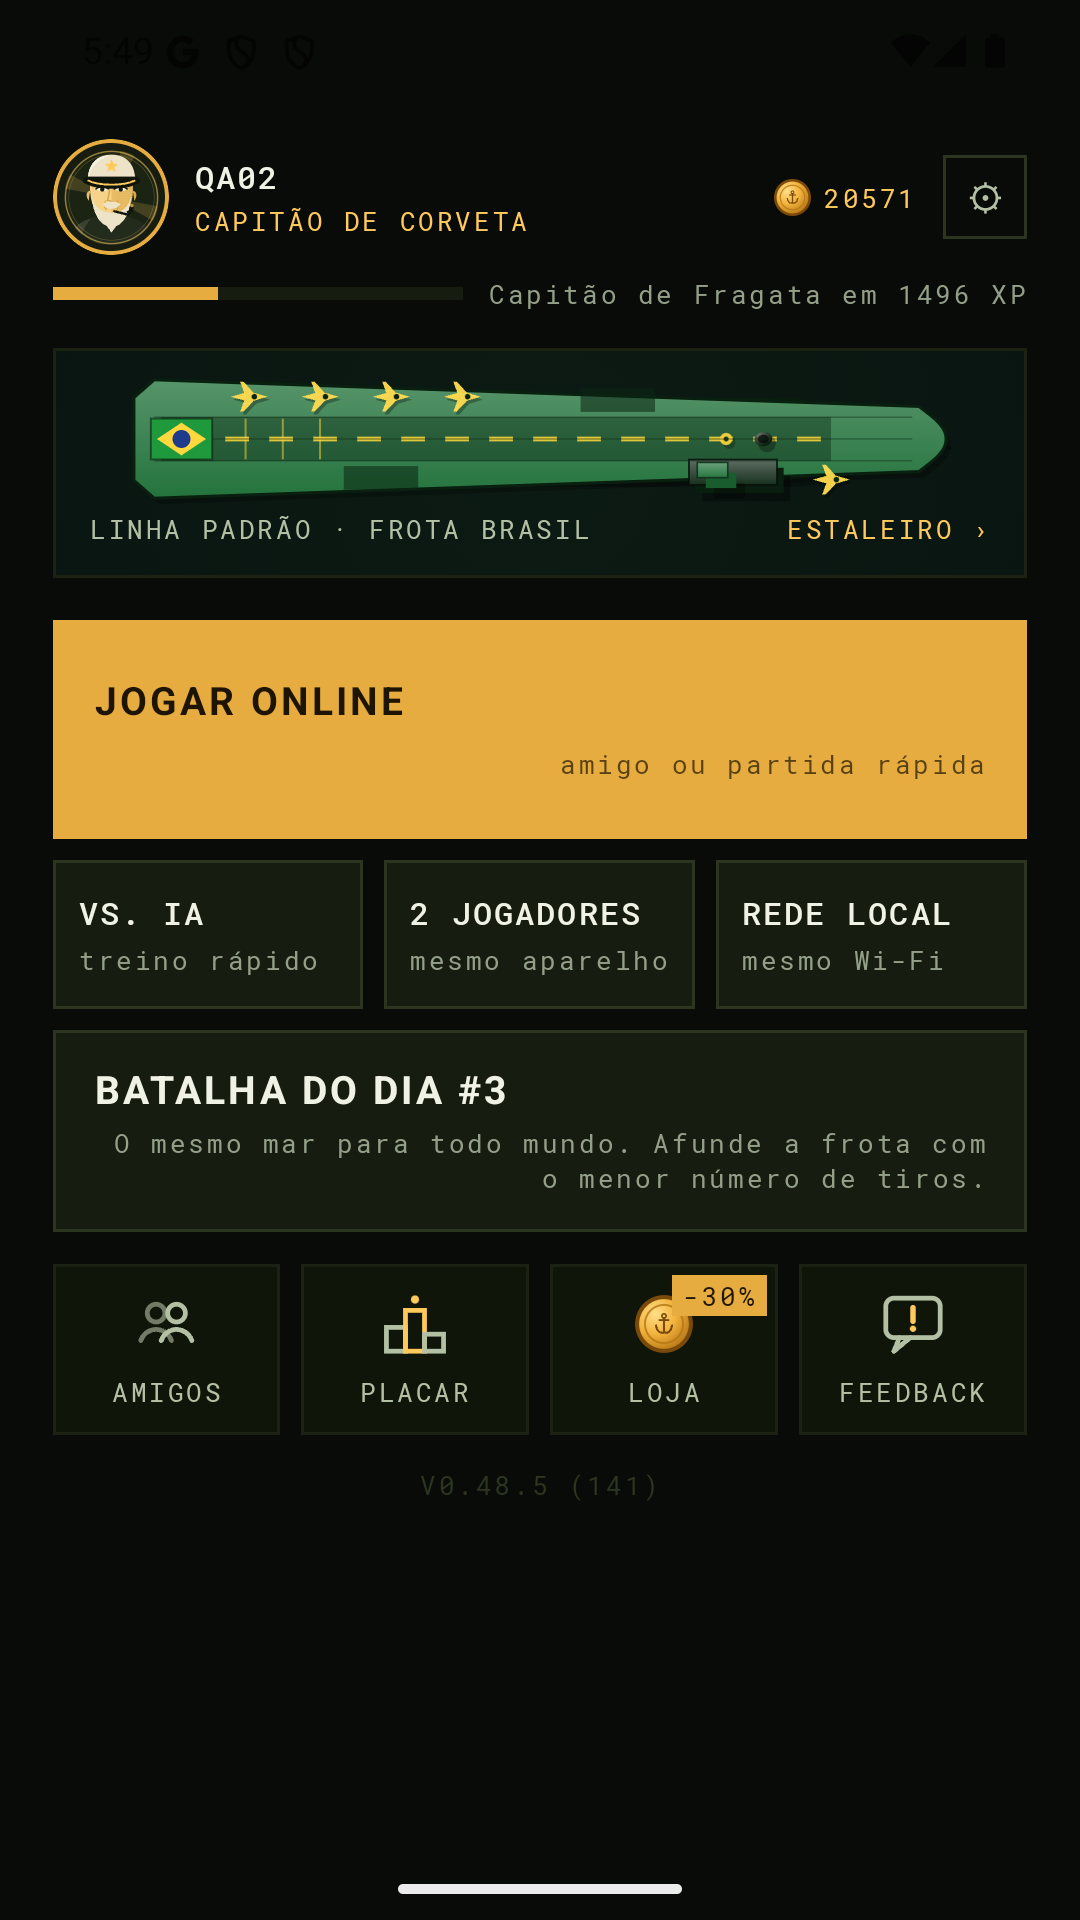 5:49
QA02
CAPITÃO DE CORVETA
20571
Capitão de Fragata em 1496 XP
LINHA PADRÃO · FROTA BRASIL
ESTALEIRO ›
JOGAR ONLINE
amigo ou partida rápida
VS. IA
treino rápido
2 JOGADORES
mesmo aparelho
REDE LOCAL
mesmo Wi-Fi
BATALHA DO DIA #3
O mesmo mar para todo mundo. Afunde a frota com
o menor número de tiros.
AMIGOS
PLACAR
-30%
LOJA
FEEDBACK
V0.48.5 (141)